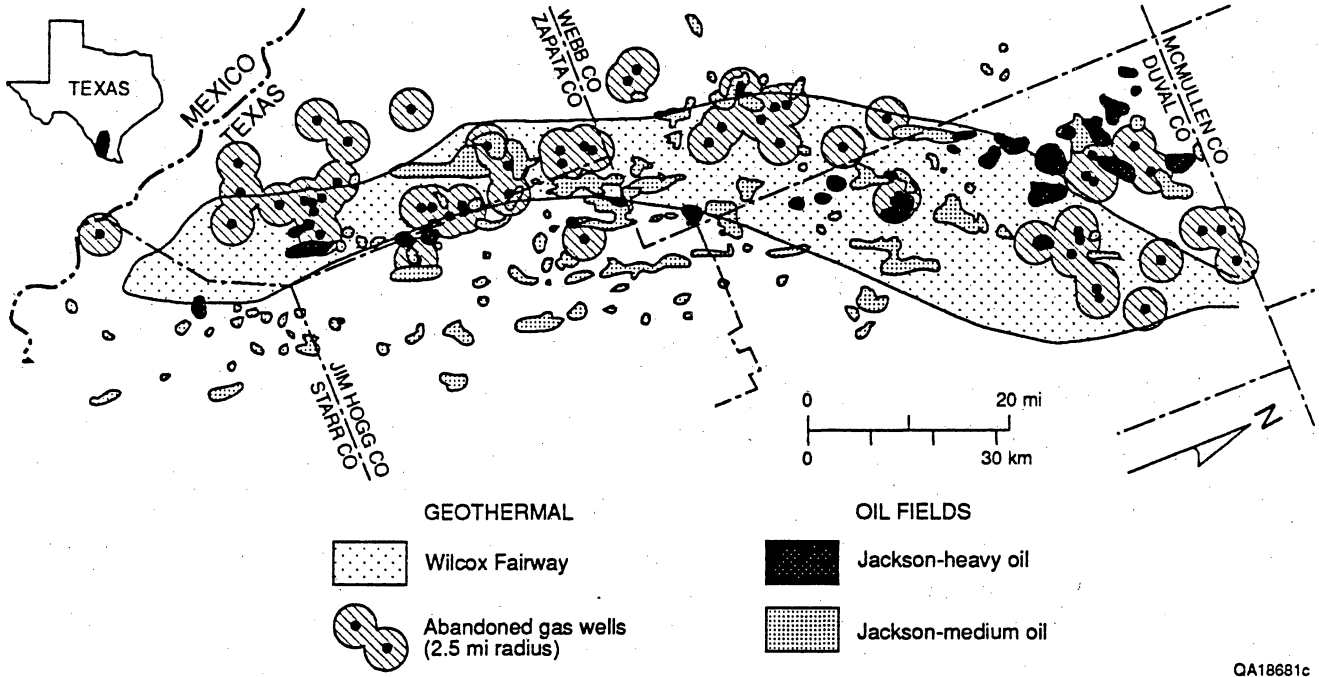 TEXAS
MEXICO
TEXAS
WEBB CO
ZAPATA CO
MCMULLEN CO
DUVAL CO
JIM HOGG CO
STARR CO
0 20 mi
0 30 km
N
GEOTHERMAL
Wilcox Fairway
Abandoned gas wells
(2.5 mi radius)
OIL FIELDS
Jackson-heavy oil
Jackson-medium oil
QA18681c